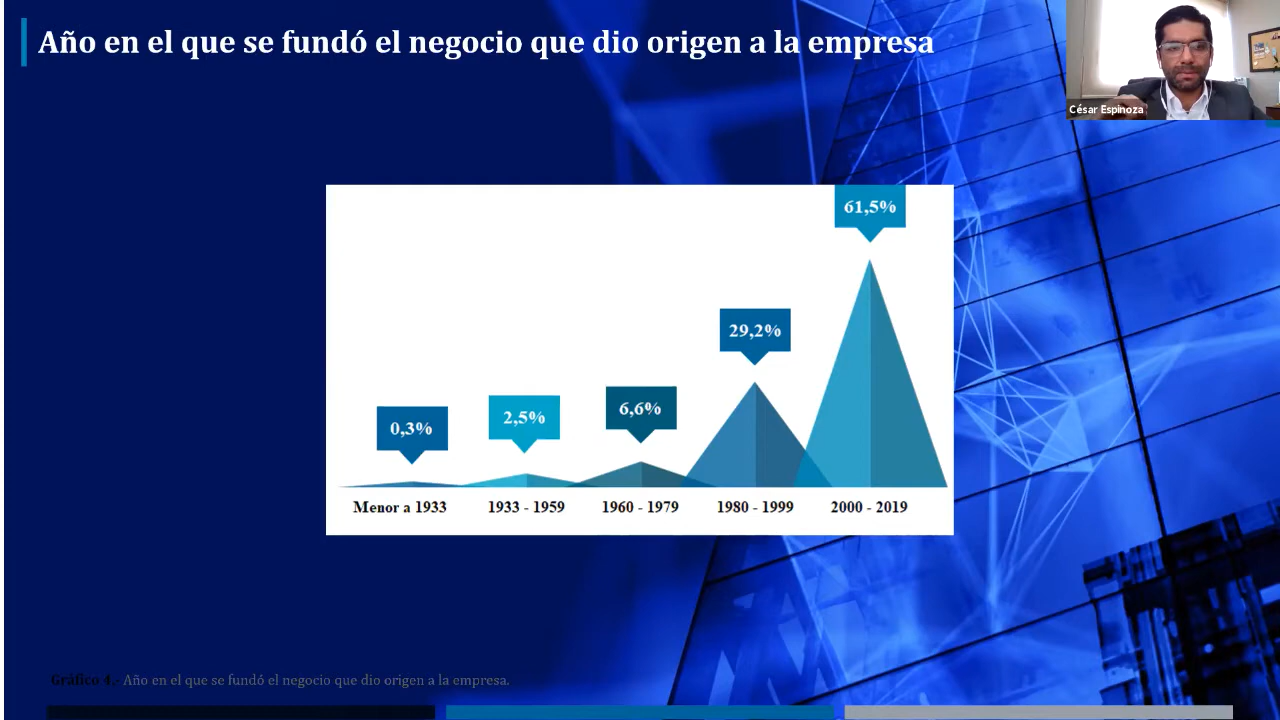 Año en el que se fundó el negocio que dio origen a la empresa
César Espinoza
61,5%
29,2%
6,6%
2,5%
0,3%
Menor a 1933 1933 - 1959 1960 - 1979 1980 - 1999 2000 - 2019
Gráfico 4.- Año en el que se fundó el negocio que dio origen a la empresa.